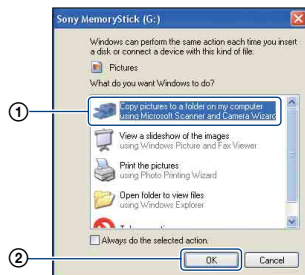 Sony MemoryStick (G:)
Windows can perform the same action each time you insert
a disk or connect a device with this kind of file:
Pictures
What do you want Windows to do?
① Copy pictures to a folder on my computer
using Microsoft Scanner and Camera Wizard
View a slideshow of the images
using Windows Picture and Fax Viewer
Print the pictures
using Photo Printing Wizard
Open folder to view files
using Windows Explorer
Always do the selected action.
② OK Cancel